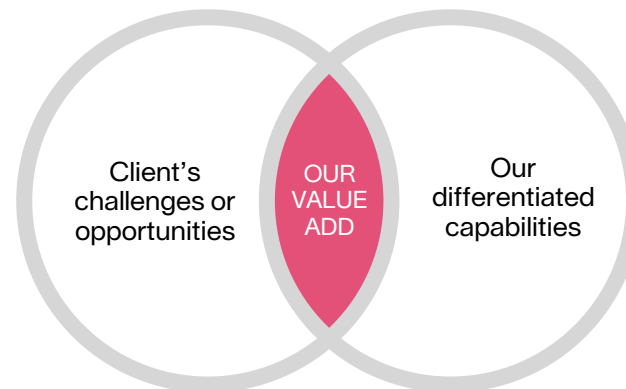 Client’s
challenges or
opportunities
OUR
VALUE
ADD
Our
differentiated
capabilities